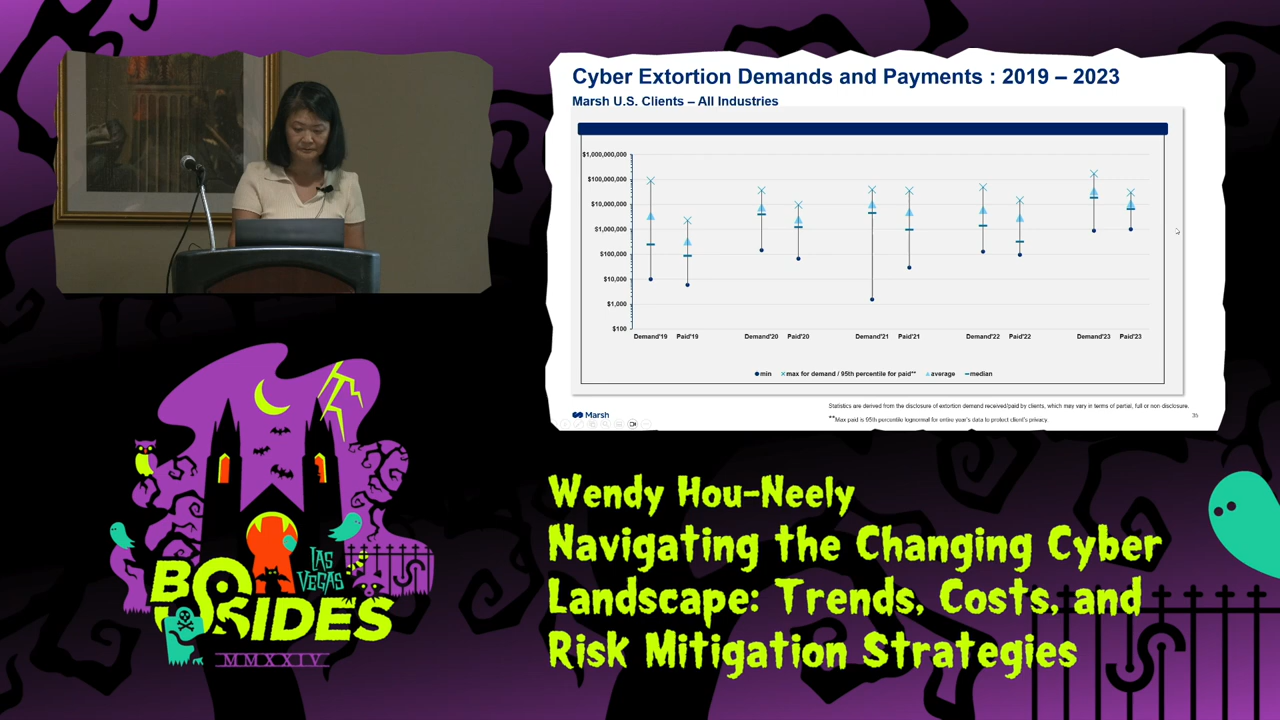 Cyber Extortion Demands and Payments : 2019 – 2023
Marsh U.S. Clients – All Industries
$1,000,000,000
$100,000,000
$10,000,000
$1,000,000
$100,000
$10,000
$1,000
$100
Demand'19 Paid'19 Demand'20 Paid'20 Demand'21 Paid'21 Demand'22 Paid'22 Demand'23 Paid'23
min max for demand / 95th percentile for paid** average median
Statistics are derived from the disclosure of extortion demand received/paid by clients, which may vary in terms of partial, full or non disclosure.
**Max paid is 95th percentile lognormal for entire year's data to protect client's privacy.
Marsh
LAS
VEGAS
BSIDES
MMXXIV
Wendy Hou-Neely
Navigating the Changing Cyber
Landscape: Trends, Costs, and
Risk Mitigation Strategies